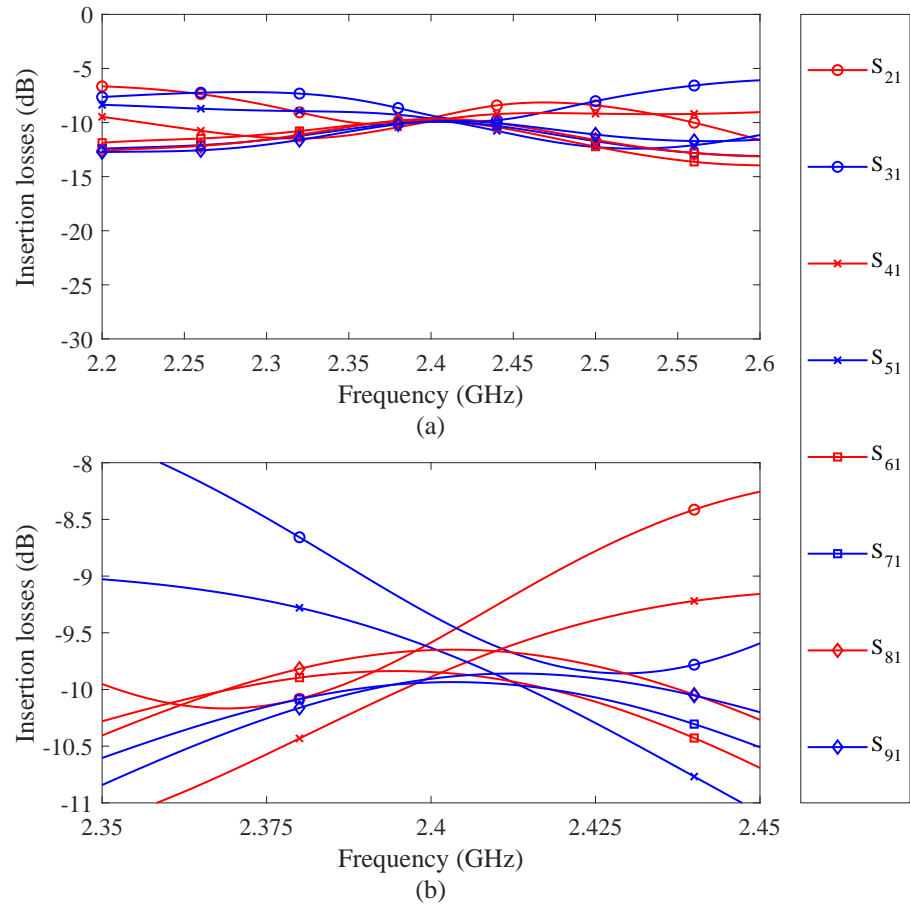 0
-5
-10
-15
-20
-25
-30
Insertion losses (dB)
2.2
2.25
2.3
2.35
2.4
2.45
2.5
2.55
2.6
Frequency (GHz)
(a)
-8
-8.5
-9
-9.5
-10
-10.5
-11
Insertion losses (dB)
2.35
2.375
2.4
2.425
2.45
Frequency (GHz)
(b)
S21
S31
S41
S51
S61
S71
S81
S91